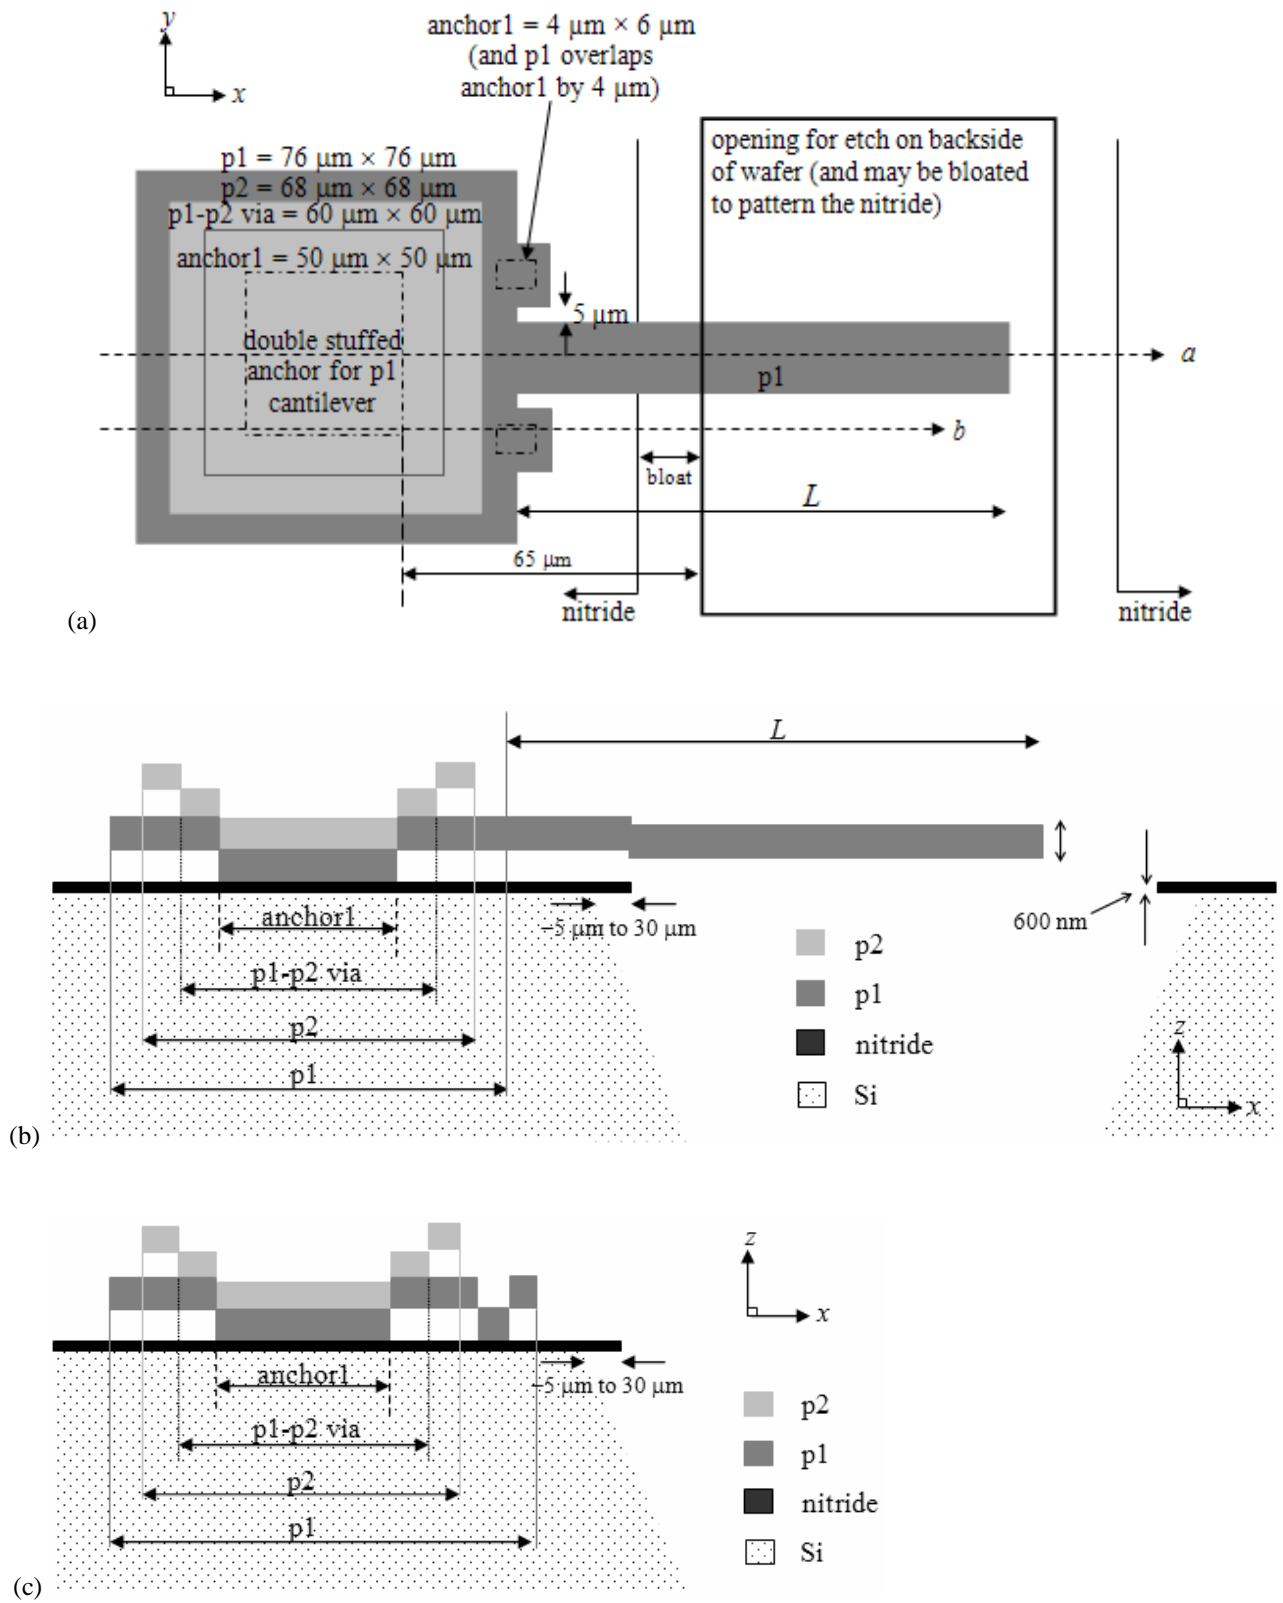 y
x
anchor1 = 4 μm × 6 μm
(and p1 overlaps
anchor1 by 4 μm)
p1 = 76 μm × 76 μm
p2 = 68 μm × 68 μm
p1-p2 via = 60 μm × 60 μm
anchor1 = 50 μm × 50 μm
double stuffed
anchor for p1
cantilever
5 μm
opening for etch on backside
of wafer (and may be bloated
to pattern the nitride)
a
p1
b
bloat
L
65 μm
nitride
nitride
(a)
L
anchor1
−5 μm to 30 μm
600 nm
p1-p2 via
p2
p1
p2
p1
nitride
Si
z
x
(b)
z
x
anchor1
−5 μm to 30 μm
p1-p2 via
p2
p1
p2
p1
nitride
Si
(c)